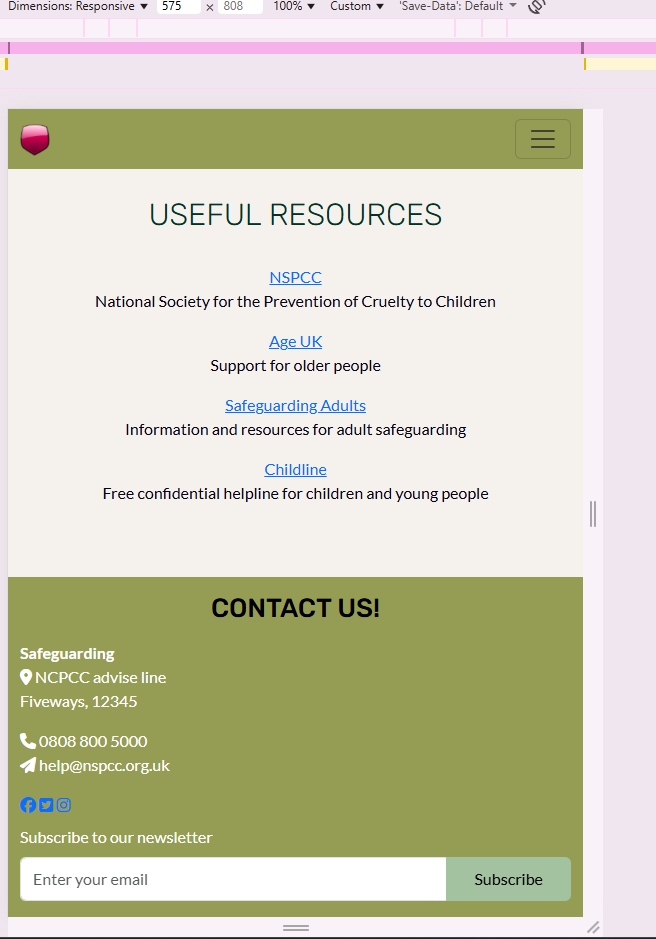 Dimensions: Responsive ▼ 575 × 808 100% ▼ Custom ▼ 'Save-Data': Default ▼
USEFUL RESOURCES
NSPCC
National Society for the Prevention of Cruelty to Children
Age UK
Support for older people
Safeguarding Adults
Information and resources for adult safeguarding
Childline
Free confidential helpline for children and young people
CONTACT US!
Safeguarding
NCPCC advise line
Fiveways, 12345
0808 800 5000
help@nspcc.org.uk
Subscribe to our newsletter
Enter your email Subscribe